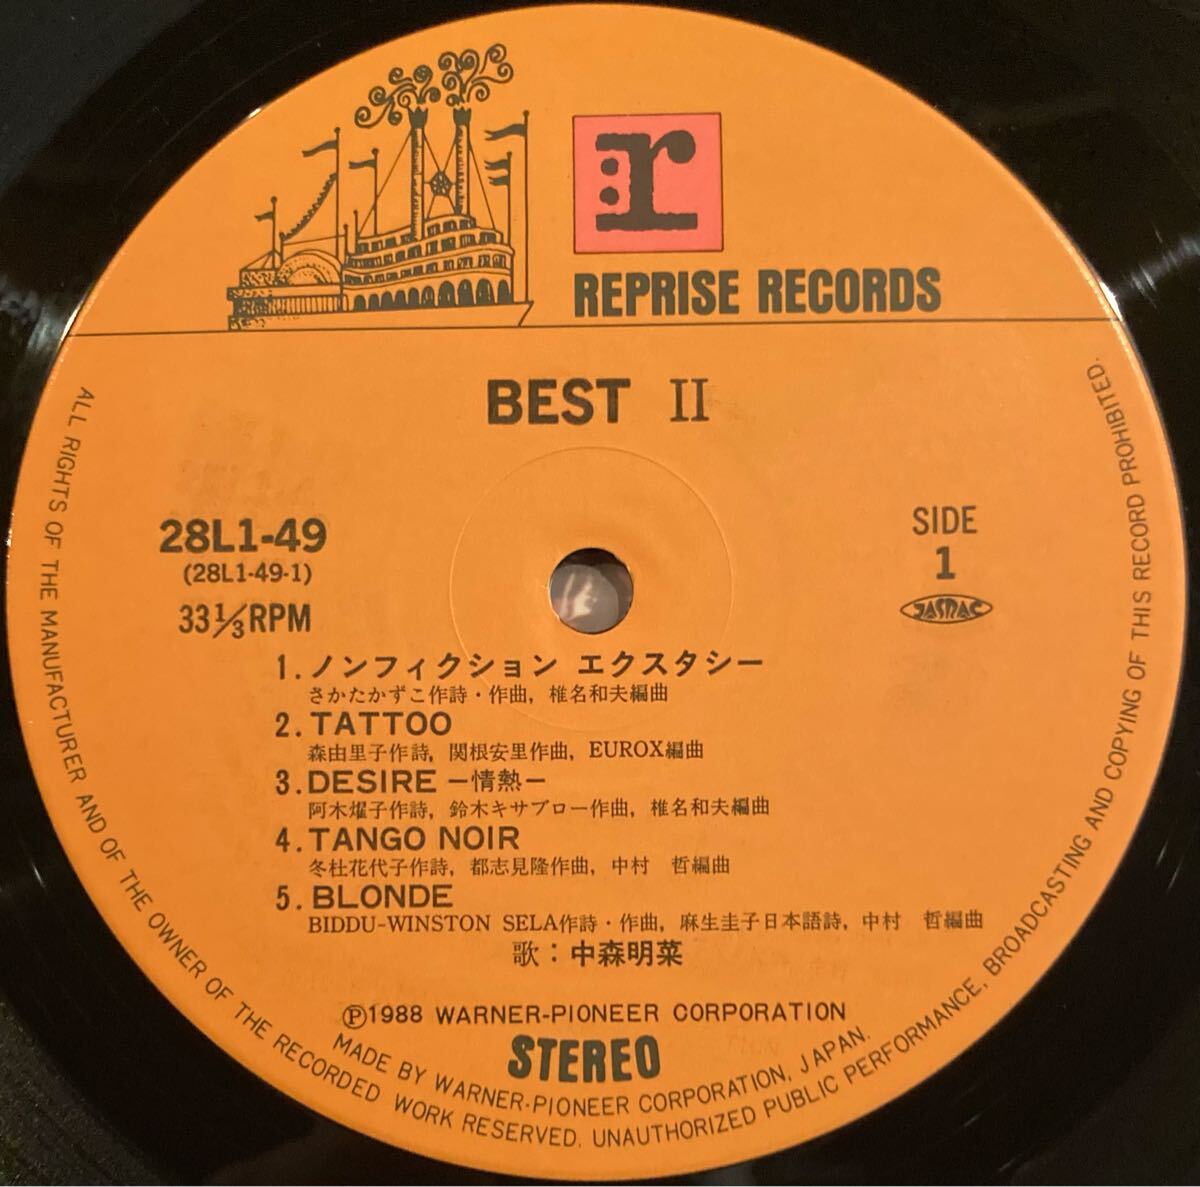 r
REPRISE RECORDS
BEST II
28L1-49
(28L1-49-1)
33⅓RPM
SIDE
1
JASRAC
1. ノンフィクション エクスタシー
さかたかずこ作詩・作曲, 椎名和夫編曲
2. TATTOO
森由里子作詩, 関根安里作曲, EUROX編曲
3. DESIRE －情熱－
阿木燿子作詩, 鈴木キサブロー作曲, 椎名和夫編曲
4. TANGO NOIR
冬杜花代子作詩, 都志見隆作曲, 中村 哲編曲
5. BLONDE
BIDDU-WINSTON SELA作詩・作曲, 麻生圭子日本語詩, 中村 哲編曲
歌：中森明菜
Ⓟ1988 WARNER-PIONEER CORPORATION
STEREO
MADE BY WARNER-PIONEER CORPORATION, JAPAN.
ALL RIGHTS OF THE MANUFACTURER AND OF THE OWNER OF THE RECORDED WORK RESERVED. UNAUTHORIZED PUBLIC PERFORMANCE, BROADCASTING AND COPYING OF THIS RECORD PROHIBITED.